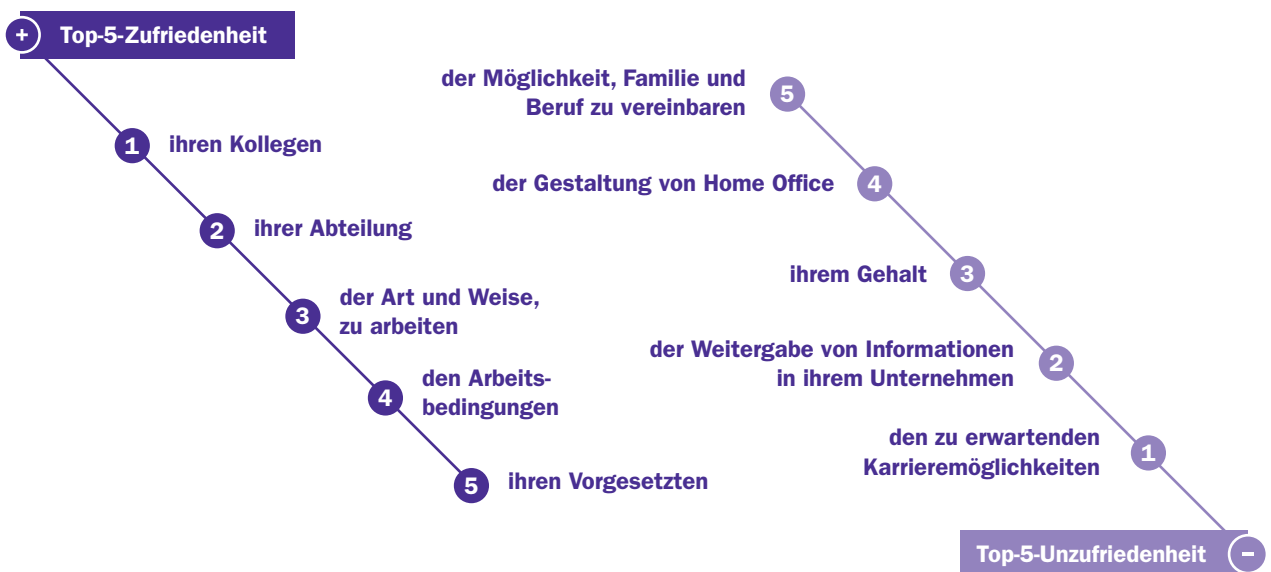 + Top-5-Zufriedenheit
1 ihren Kollegen
2 ihrer Abteilung
3 der Art und Weise,
zu arbeiten
4 den Arbeits-
bedingungen
5 ihren Vorgesetzten
der Möglichkeit, Familie und
Beruf zu vereinbaren 5
der Gestaltung von Home Office 4
ihrem Gehalt 3
der Weitergabe von Informationen
in ihrem Unternehmen 2
den zu erwartenden
Karrieremöglichkeiten 1
Top-5-Unzufriedenheit -